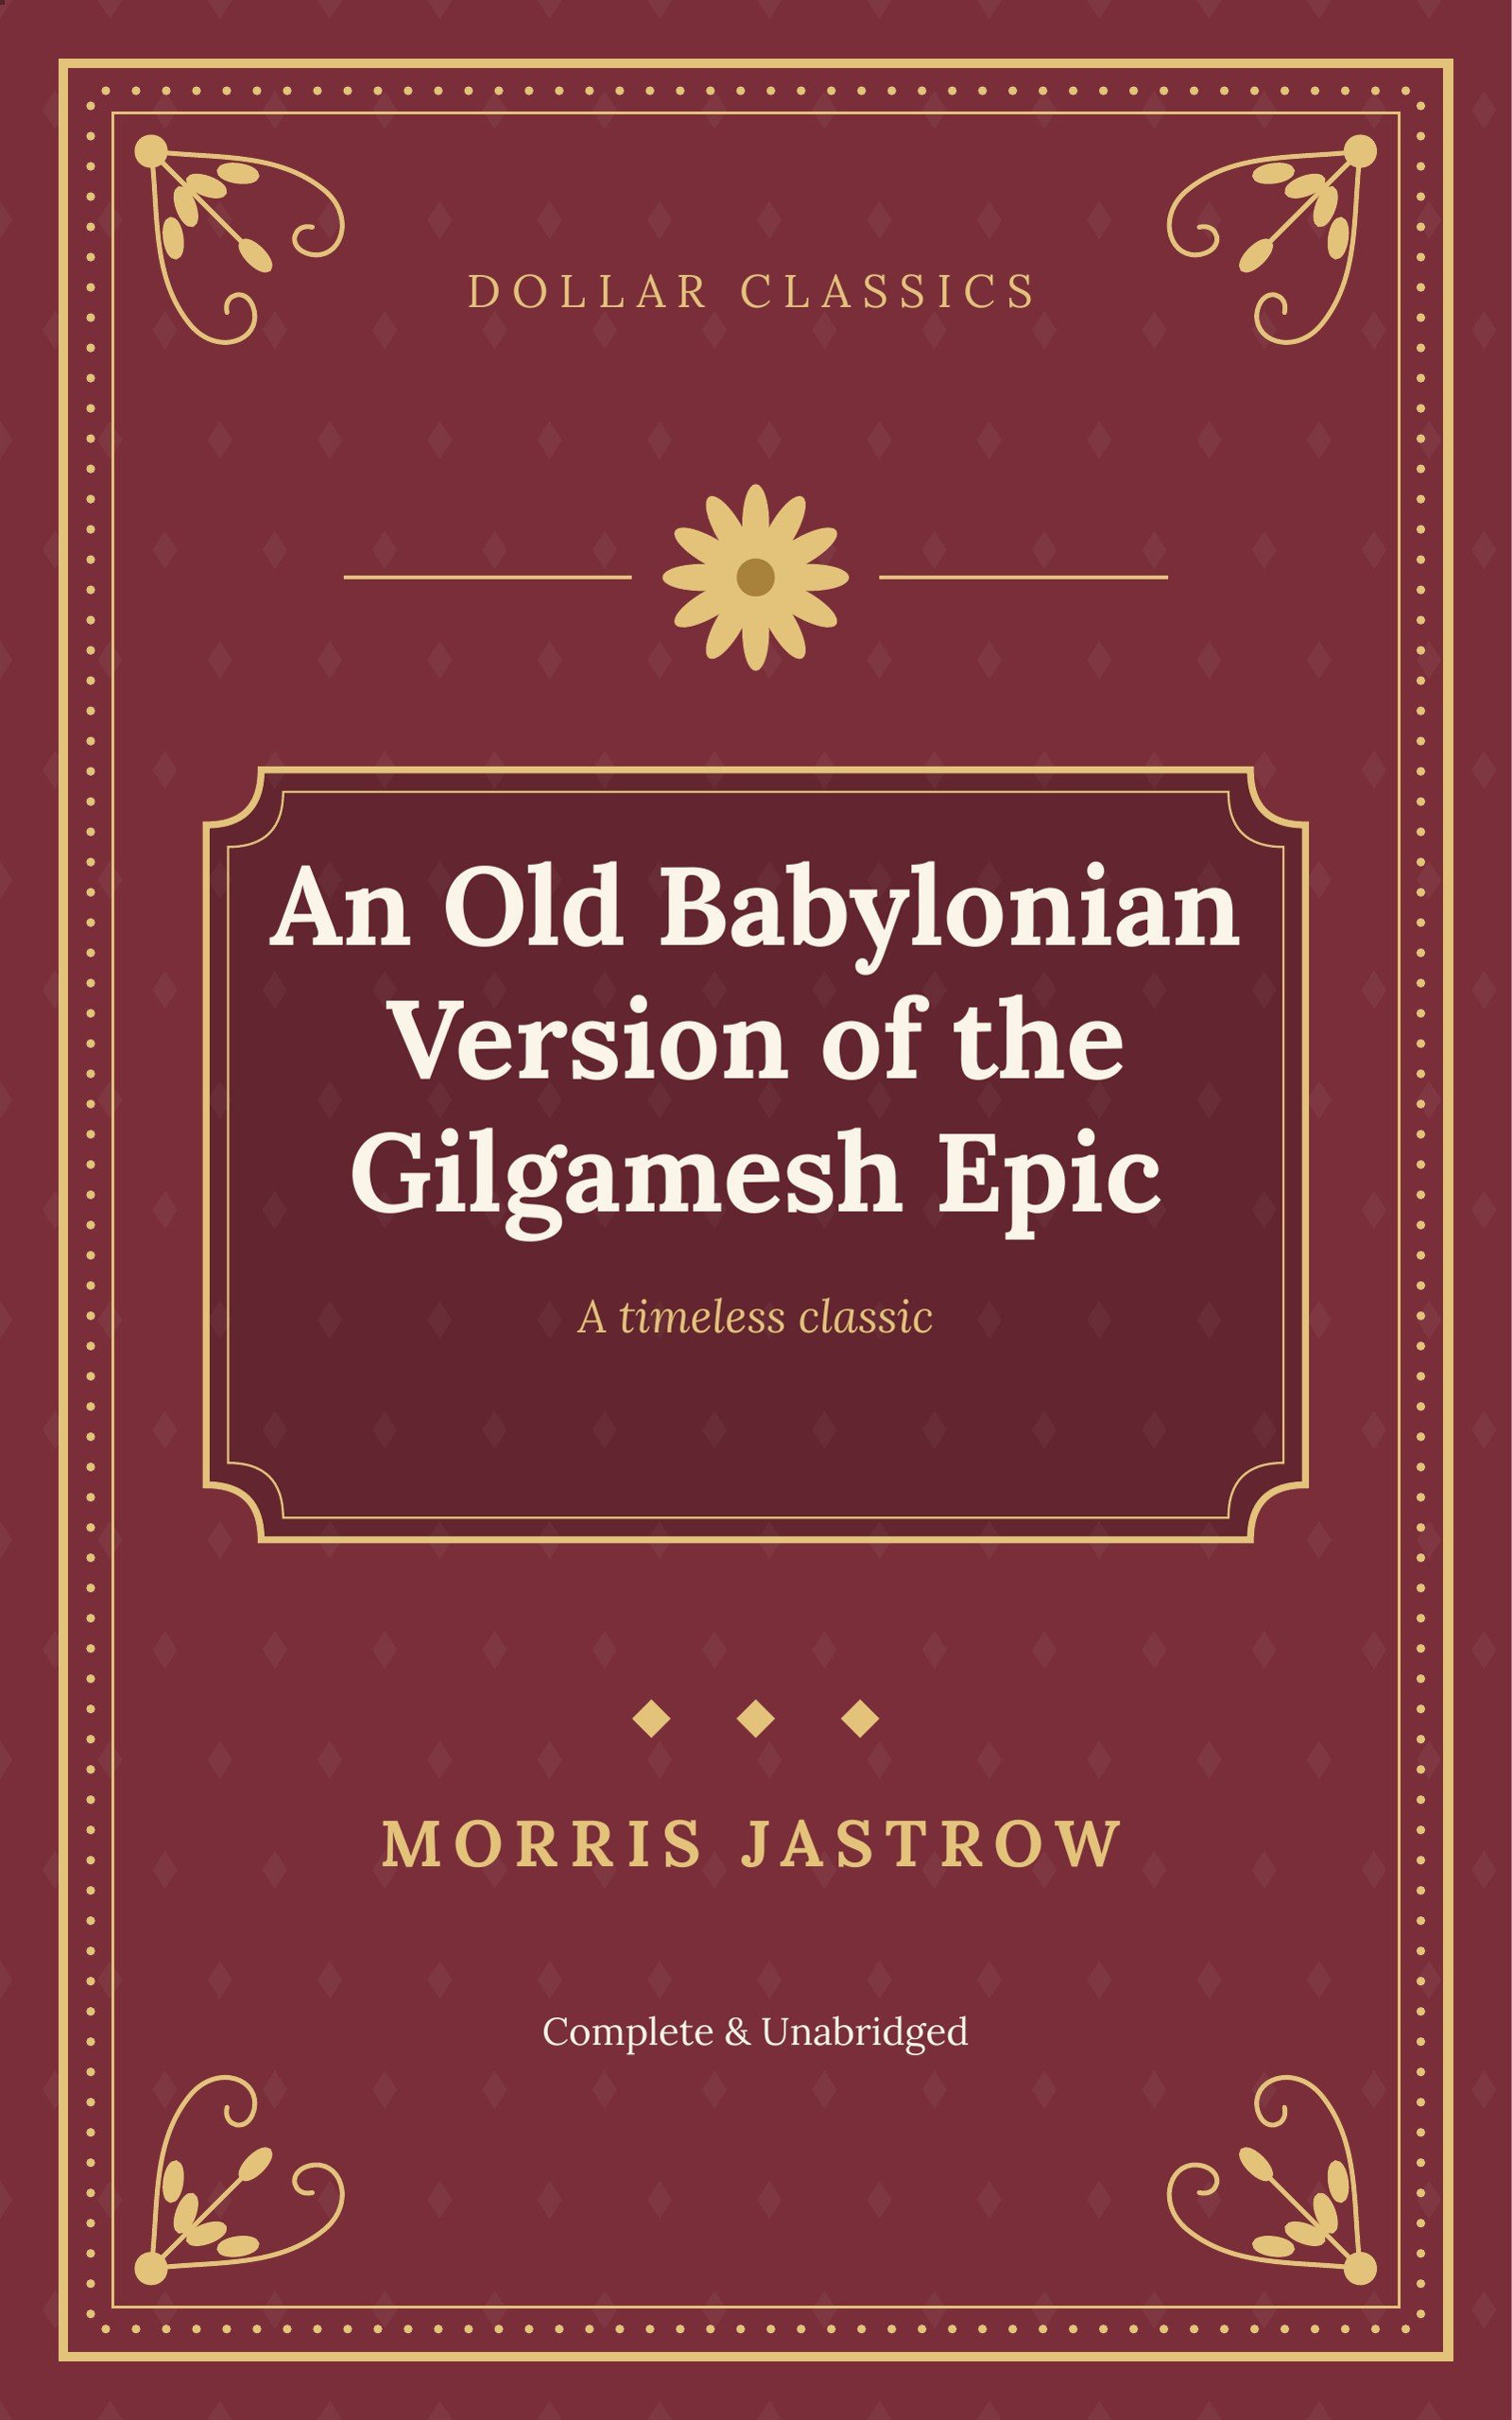 DOLLAR CLASSICS
An Old Babylonian
Version of the
Gilgamesh Epic
A timeless classic
MORRIS JASTROW
Complete & Unabridged